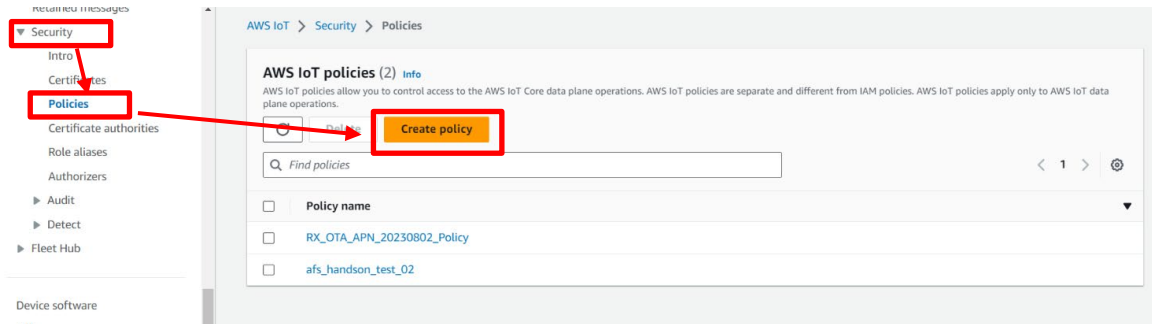 Retained messages
Security
Intro
Certificates
Policies
Certificate authorities
Role aliases
Authorizers
Audit
Detect
Fleet Hub
Device software
AWS IoT > Security > Policies
AWS IoT policies (2) Info
AWS IoT policies allow you to control access to the AWS IoT Core data plane operations. AWS IoT policies are separate and different from IAM policies. AWS IoT policies apply only to AWS IoT data
plane operations.
Delete Create policy
Find policies < 1 >
Policy name
RX_OTA_APN_20230802_Policy
afs_handson_test_02